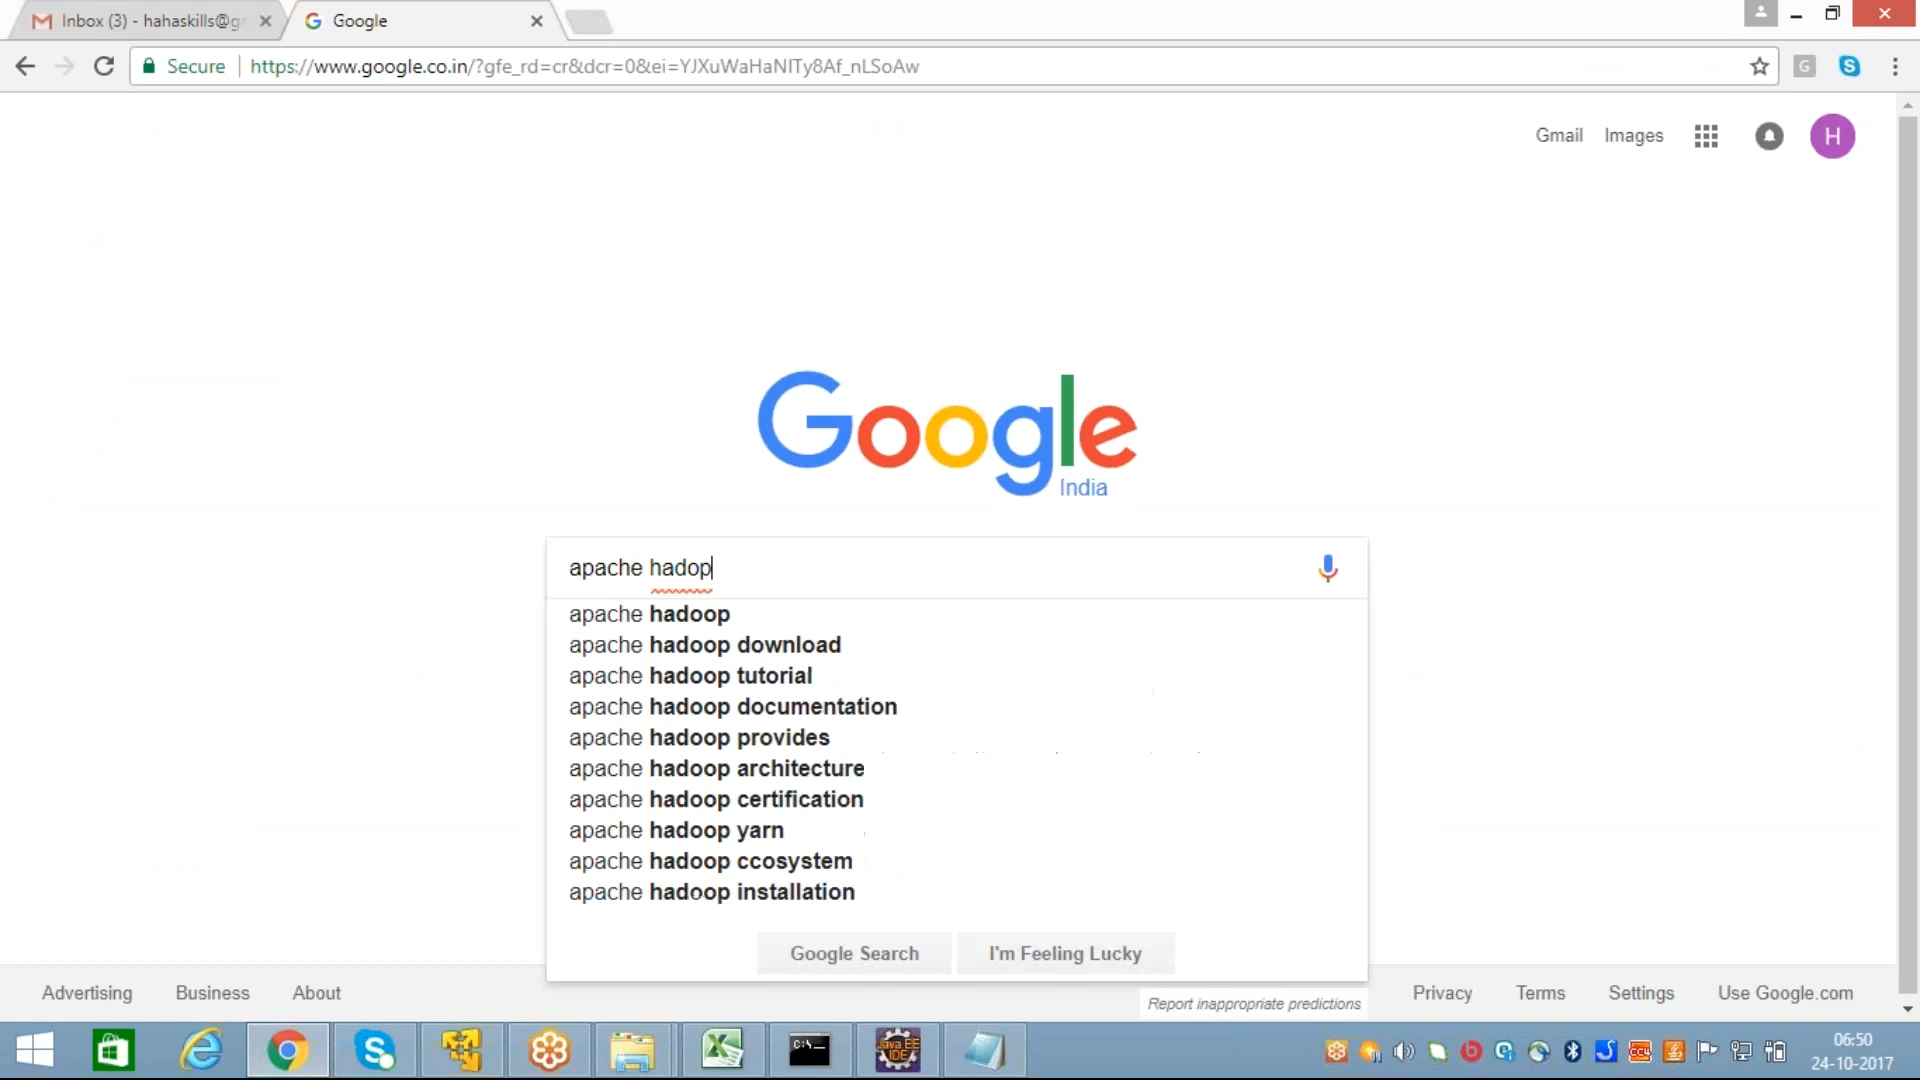 Inbox (3) - hahaskills@g
Google
Secure
https://www.google.co.in/?gfe_rd=cr&dcr=0&ei=YJXuWaHaNITy8Af_nLSoAw
Gmail
Images
H
Google
India
apache hadop
apache hadoop
apache hadoop download
apache hadoop tutorial
apache hadoop documentation
apache hadoop provides
apache hadoop architecture
apache hadoop certification
apache hadoop yarn
apache hadoop ccosystem
apache hadoop installation
Google Search
I'm Feeling Lucky
Report inappropriate predictions
Advertising
Business
About
Privacy
Terms
Settings
Use Google.com
Java EE
IDE
06:50
24-10-2017